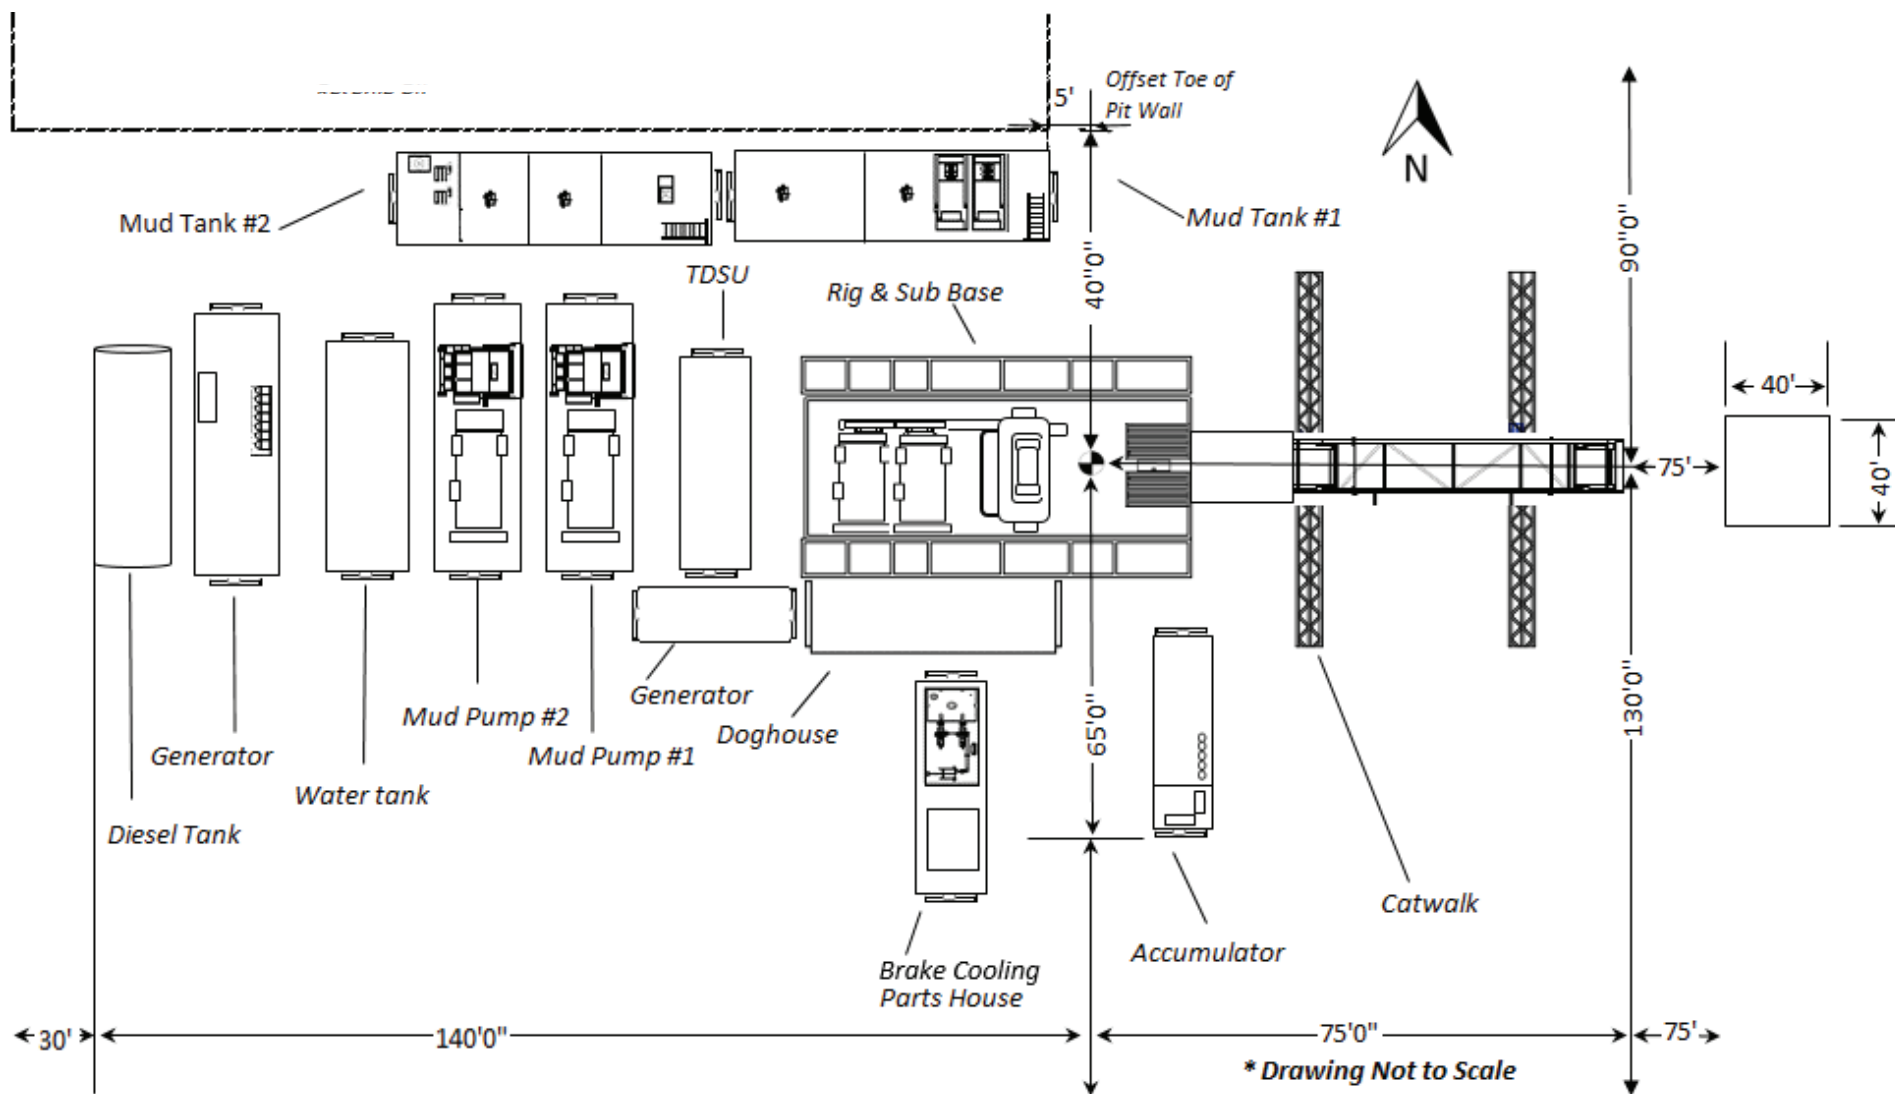 Offset Toe of
Pit Wall
5'
N
Mud Tank #2
Mud Tank #1
TDSU
Rig & Sub Base
40"0"
90"0"
40'
75'
40'
Generator
Mud Pump #2
Doghouse
Generator
Mud Pump #1
Water tank
Diesel Tank
65'0"
130'0"
Catwalk
Accumulator
Brake Cooling
Parts House
30'
140'0"
75'0"
75'
* Drawing Not to Scale